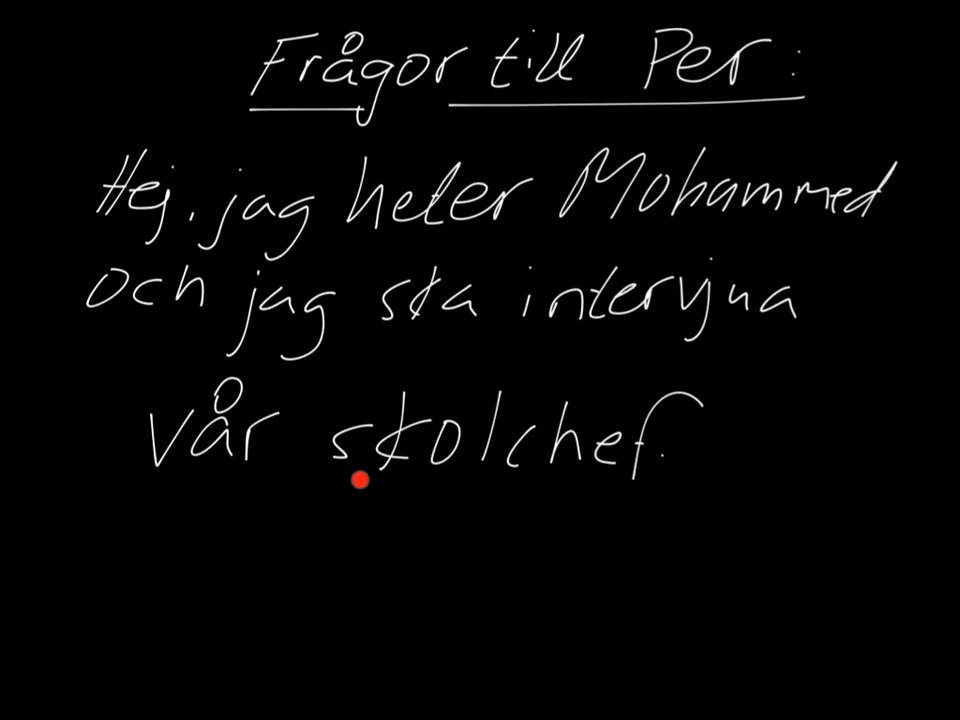 Frågor till Per:
Hej. jag heter Mohammed
och jag ska intervjua
vår skolchef.